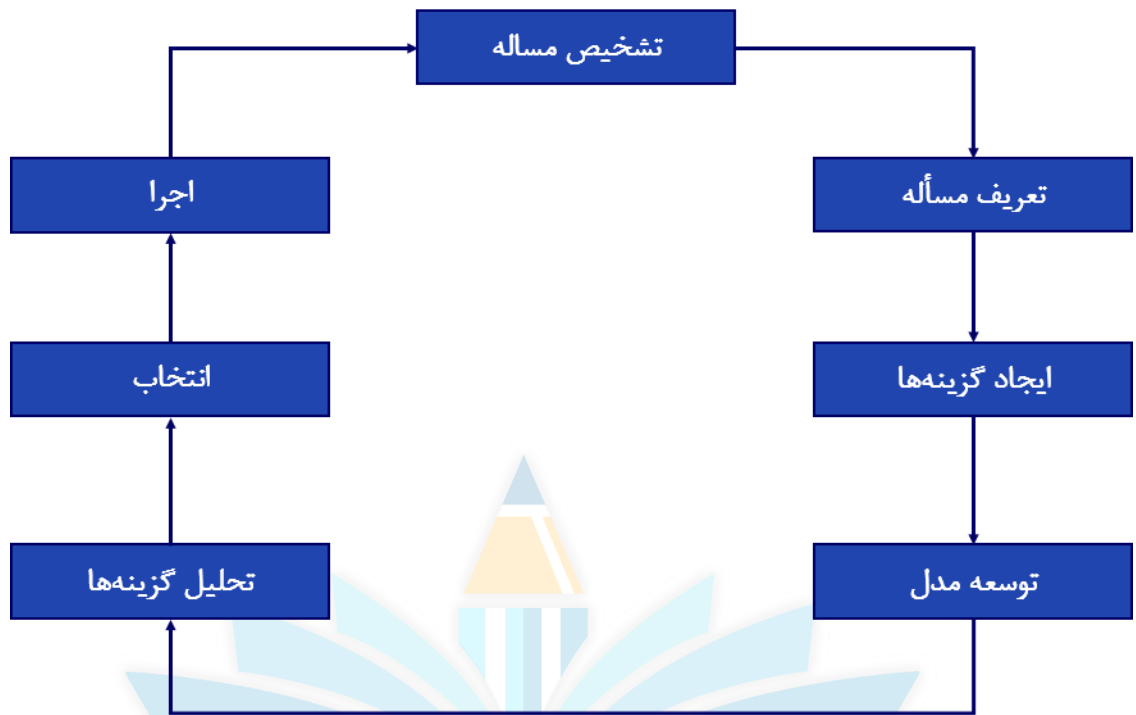 تشخیص مساله
تعریف مسأله
ایجاد گزینه‌ها
توسعه مدل
تحلیل گزینه‌ها
انتخاب
اجرا